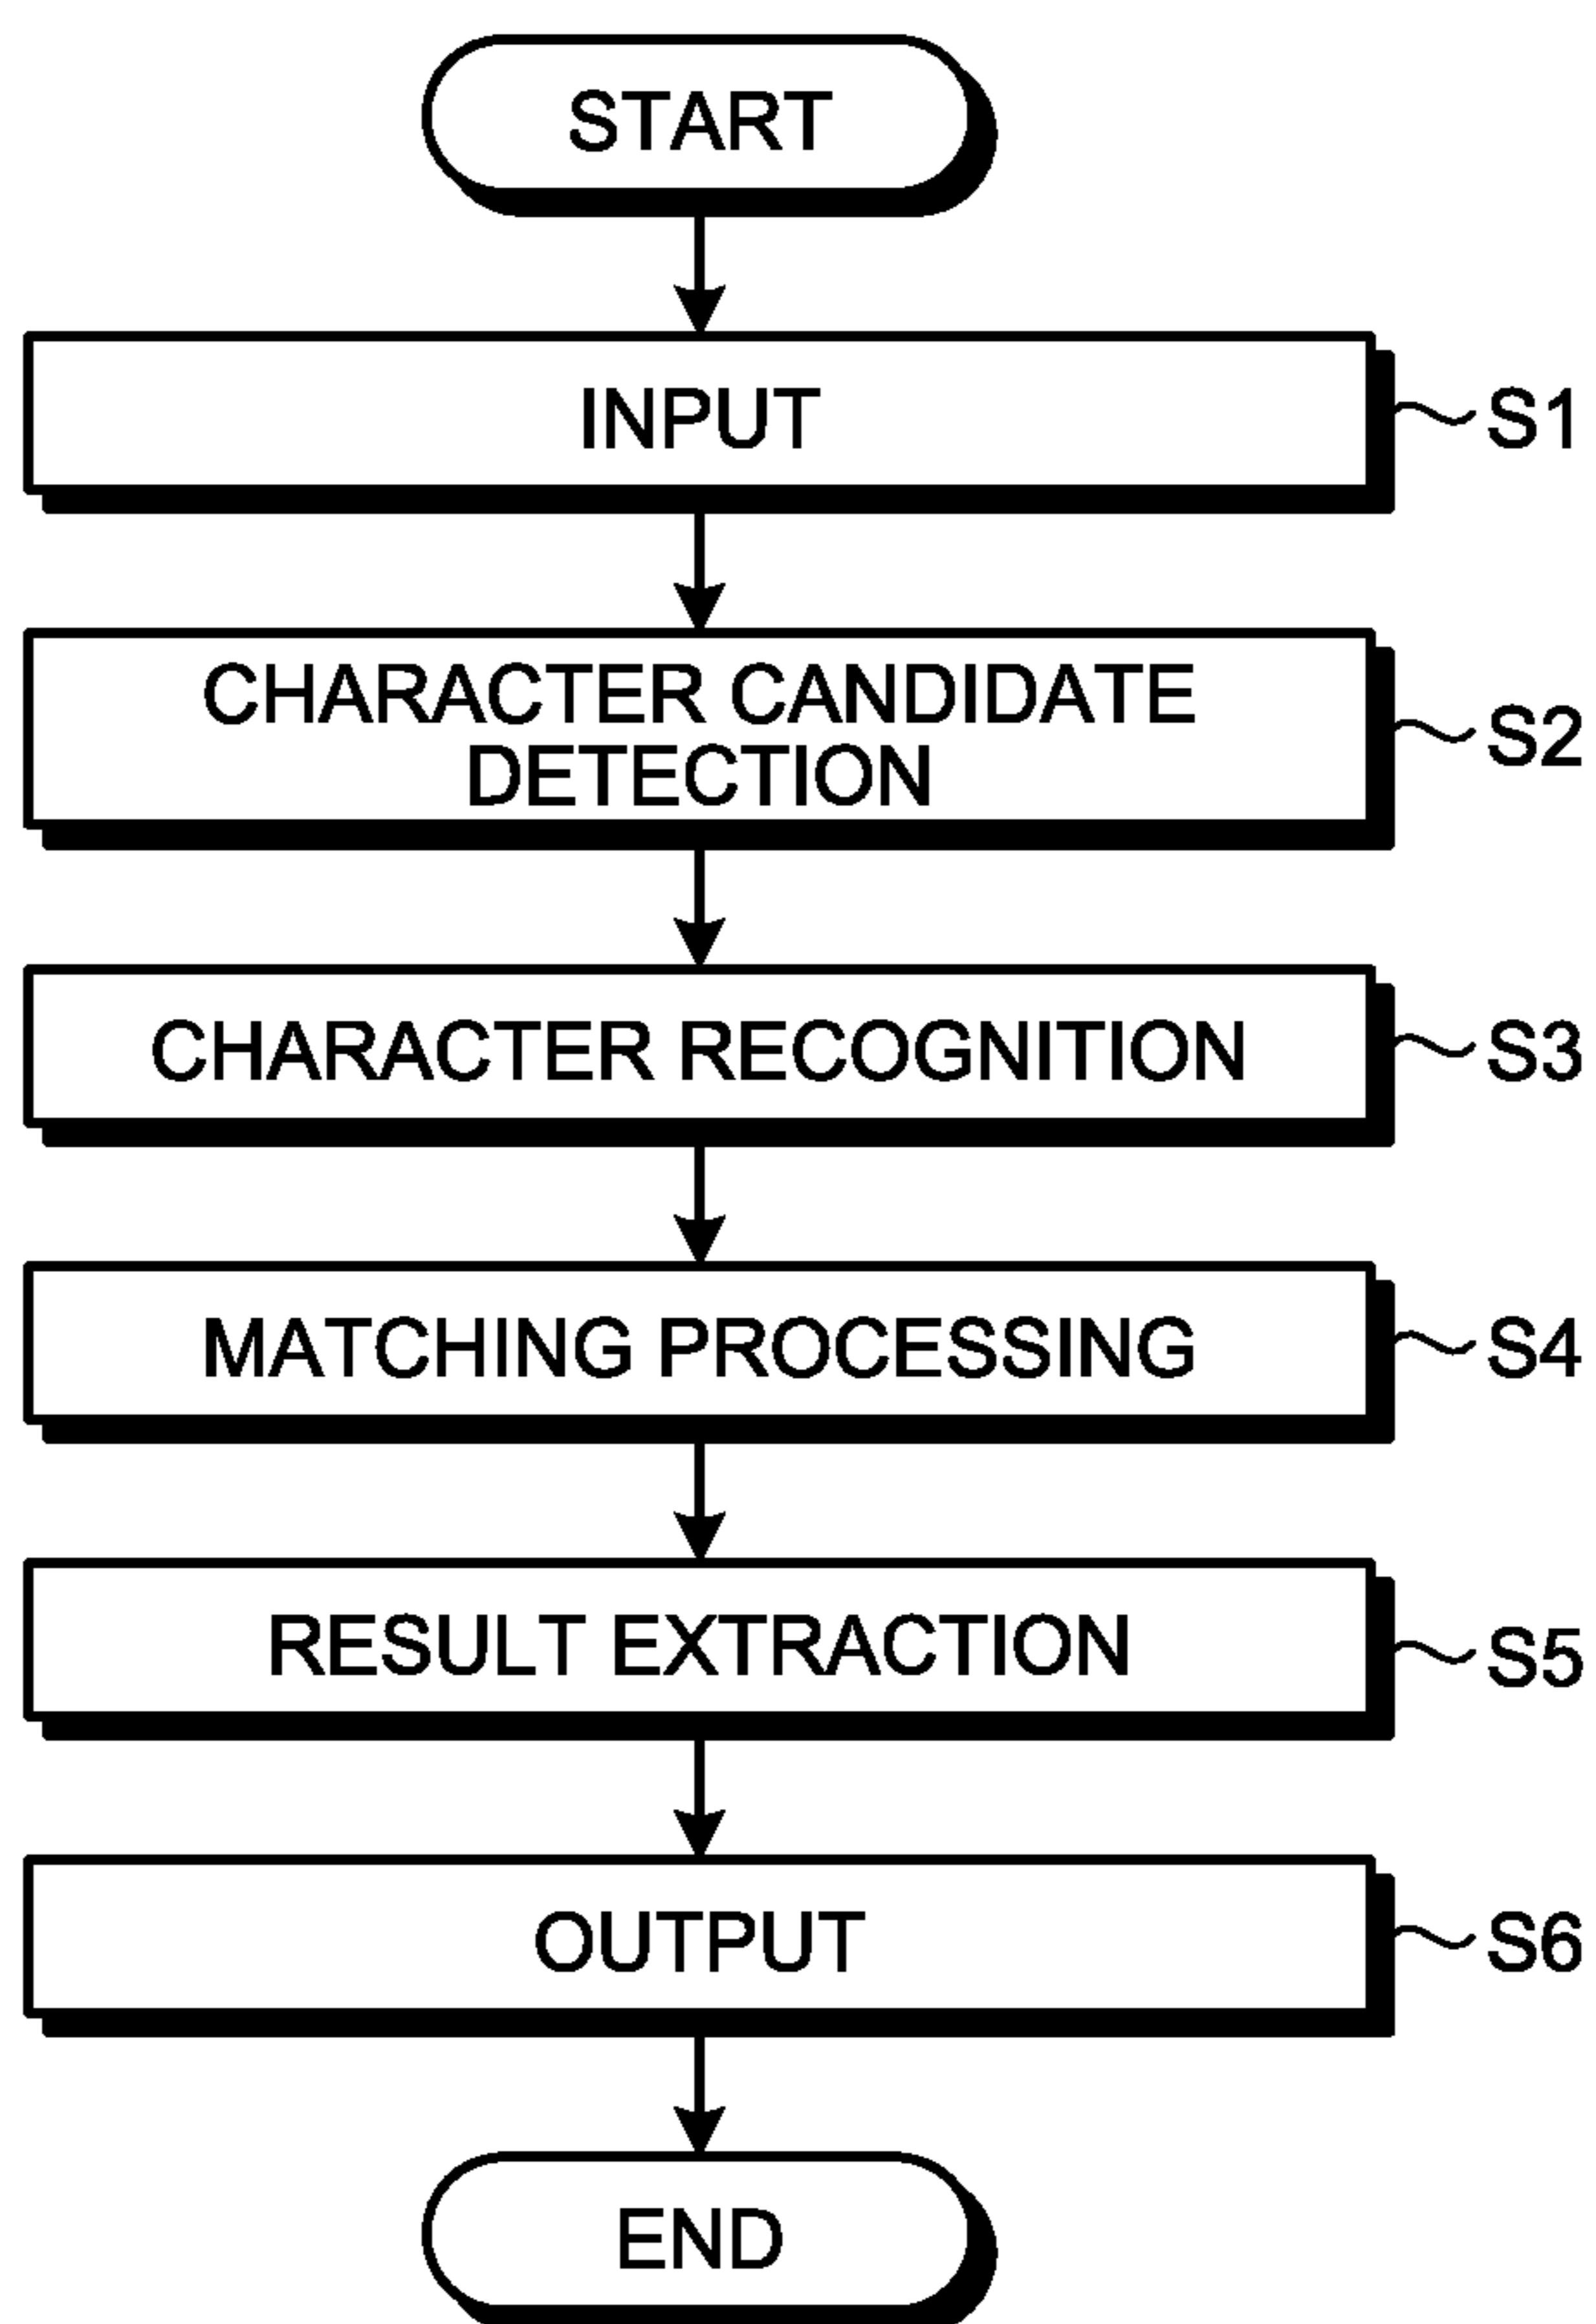 START
INPUT
S1
CHARACTER CANDIDATE
DETECTION
S2
CHARACTER RECOGNITION
S3
MATCHING PROCESSING
S4
RESULT EXTRACTION
S5
OUTPUT
S6
END